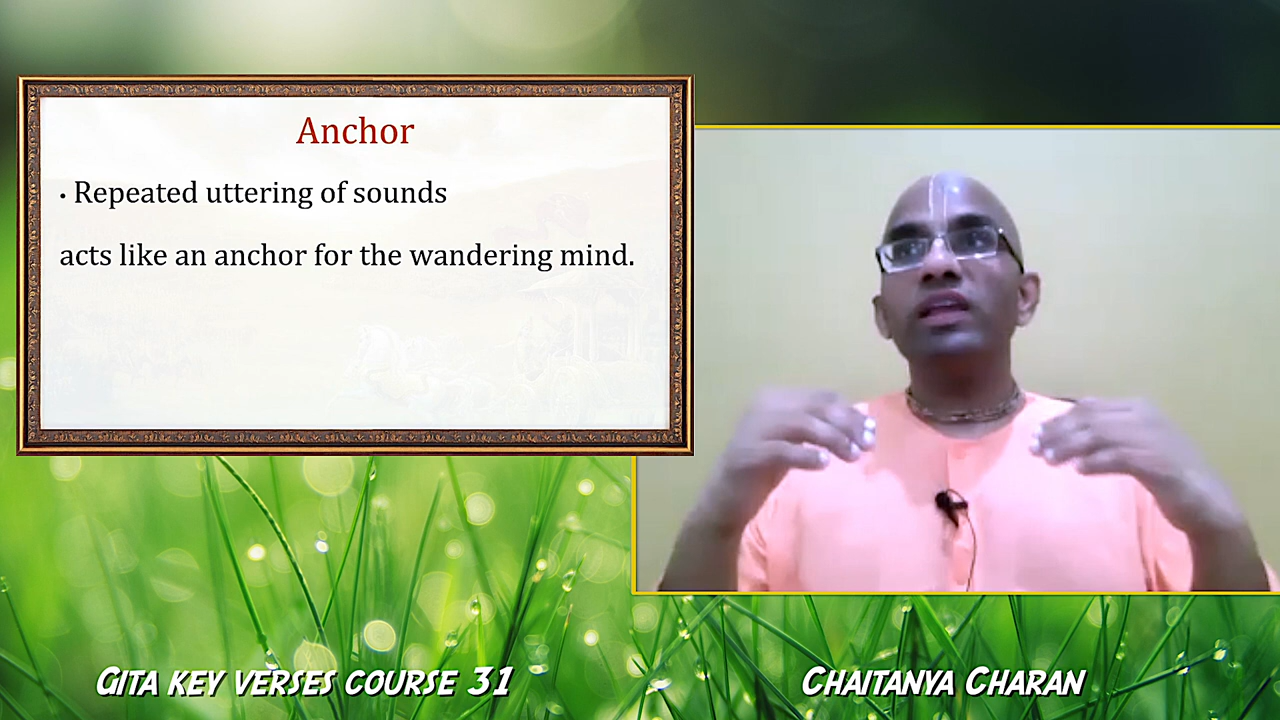 Anchor
• Repeated uttering of sounds
acts like an anchor for the wandering mind.
GITA KEY VERSES COURSE 31
CHAITANYA CHARAN